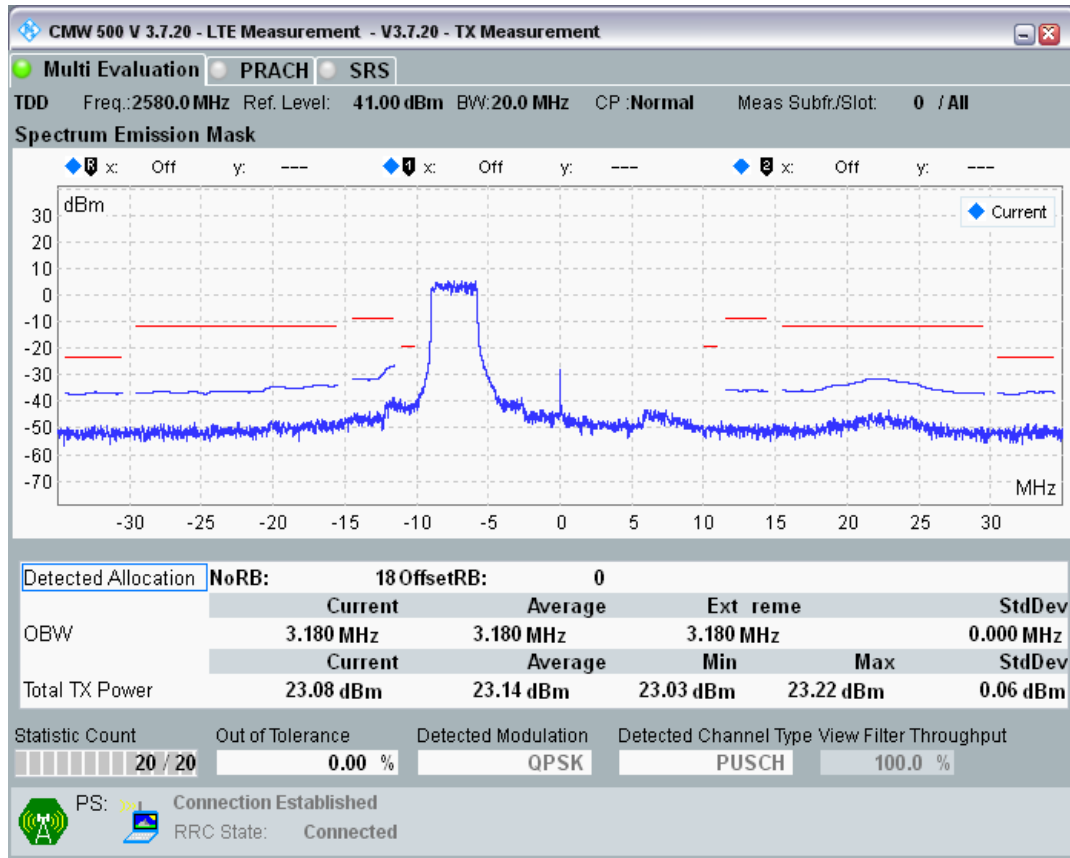 CMW 500 V 3.7.20 - LTE Measurement - V3.7.20 - TX Measurement
Multi Evaluation PRACH SRS
TDD Freq.:2580.0 MHz Ref. Level: 41.00 dBm BW:20.0 MHz CP :Normal Meas Subfr./Slot: 0 / All
Spectrum Emission Mask
R x: Off y: --- 1 x: Off y: --- 2 x: Off y: ---
dBm
Current
30
20
10
0
-10
-20
-30
-40
-50
-60
-70
MHz
-30 -25 -20 -15 -10 -5 0 5 10 15 20 25 30
Detected Allocation NoRB: 18 OffsetRB: 0
Current Average Ext reme StdDev
OBW 3.180 MHz 3.180 MHz 3.180 MHz 0.000 MHz
Current Average Min Max StdDev
Total TX Power 23.08 dBm 23.14 dBm 23.03 dBm 23.22 dBm 0.06 dBm
Statistic Count Out of Tolerance Detected Modulation Detected Channel Type View Filter Throughput
20 / 20 0.00 % QPSK PUSCH 100.0 %
PS: Connection Established
RRC State: Connected